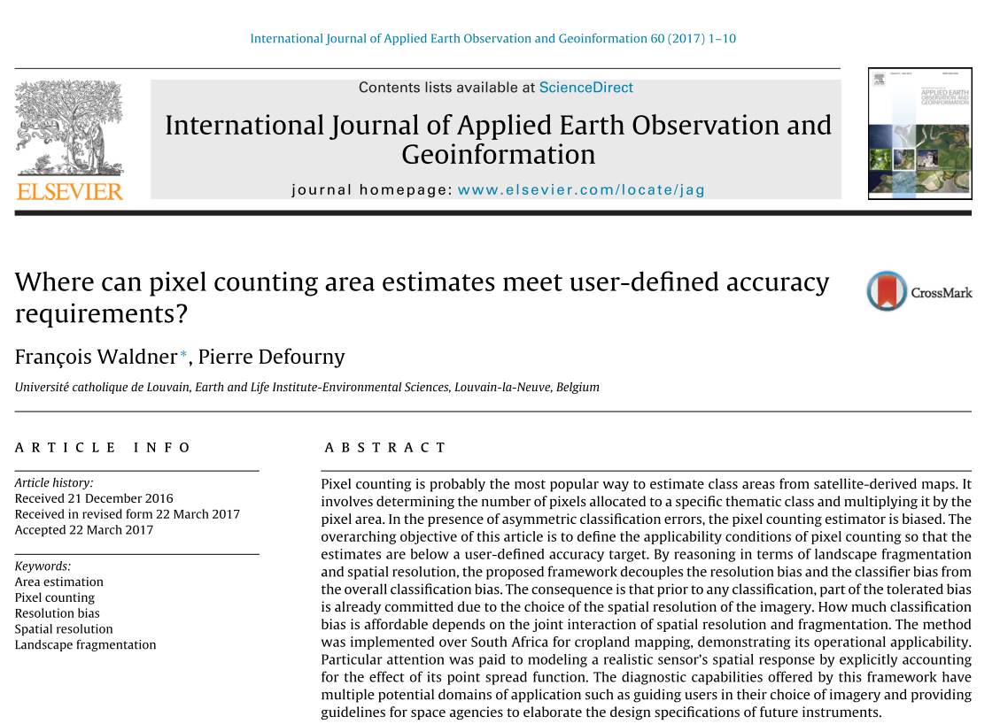 International Journal of Applied Earth Observation and Geoinformation 60 (2017) 1–10
Contents lists available at ScienceDirect
International Journal of Applied Earth Observation and
Geoinformation
journal homepage: www.elsevier.com/locate/jag
ELSEVIER
APPLIED EARTH
OBSERVATION AND
GEOINFORMATION
Where can pixel counting area estimates meet user-defined accuracy
requirements?
CrossMark
François Waldner*, Pierre Defourny
Université catholique de Louvain, Earth and Life Institute-Environmental Sciences, Louvain-la-Neuve, Belgium
ARTICLE INFO
Article history:
Received 21 December 2016
Received in revised form 22 March 2017
Accepted 22 March 2017
Keywords:
Area estimation
Pixel counting
Resolution bias
Spatial resolution
Landscape fragmentation
ABSTRACT
Pixel counting is probably the most popular way to estimate class areas from satellite-derived maps. It
involves determining the number of pixels allocated to a specific thematic class and multiplying it by the
pixel area. In the presence of asymmetric classification errors, the pixel counting estimator is biased. The
overarching objective of this article is to define the applicability conditions of pixel counting so that the
estimates are below a user-defined accuracy target. By reasoning in terms of landscape fragmentation
and spatial resolution, the proposed framework decouples the resolution bias and the classifier bias from
the overall classification bias. The consequence is that prior to any classification, part of the tolerated bias
is already committed due to the choice of the spatial resolution of the imagery. How much classification
bias is affordable depends on the joint interaction of spatial resolution and fragmentation. The method
was implemented over South Africa for cropland mapping, demonstrating its operational applicability.
Particular attention was paid to modeling a realistic sensor's spatial response by explicitly accounting
for the effect of its point spread function. The diagnostic capabilities offered by this framework have
multiple potential domains of application such as guiding users in their choice of imagery and providing
guidelines for space agencies to elaborate the design specifications of future instruments.